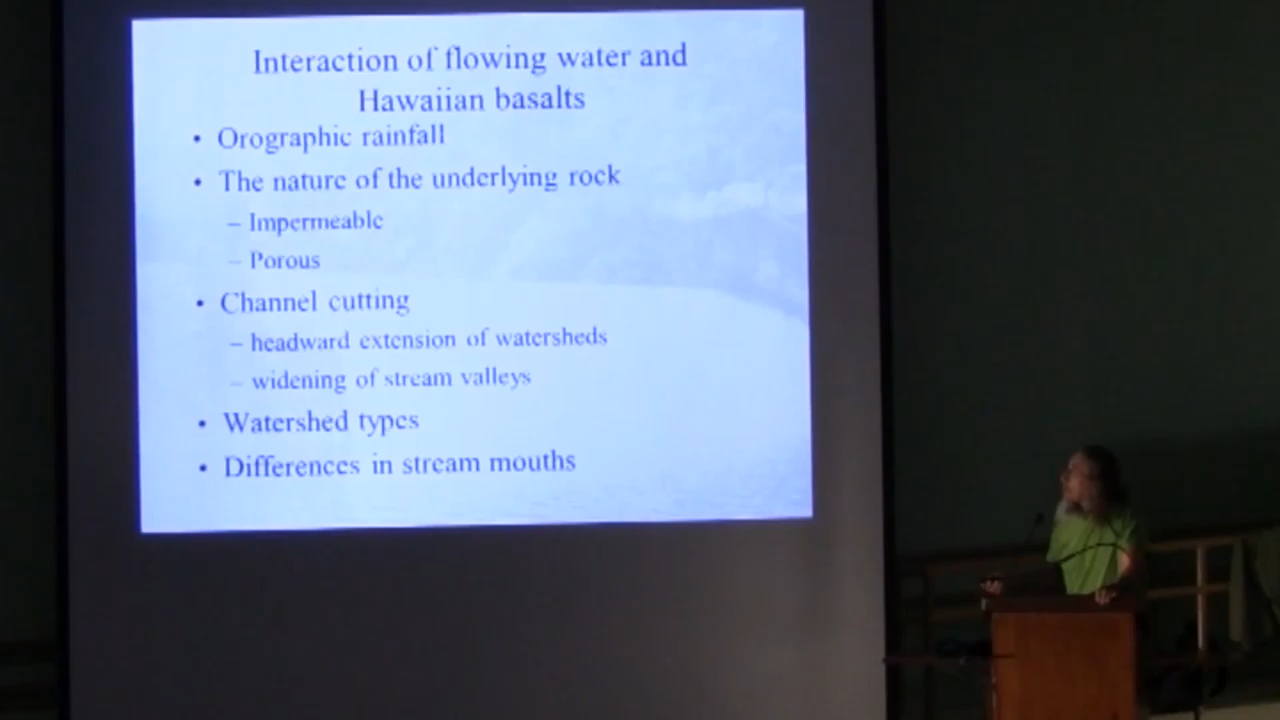 Interaction of flowing water and
Hawaiian basalts
• Orographic rainfall
• The nature of the underlying rock
– Impermeable
– Porous
• Channel cutting
– headward extension of watersheds
– widening of stream valleys
• Watershed types
• Differences in stream mouths